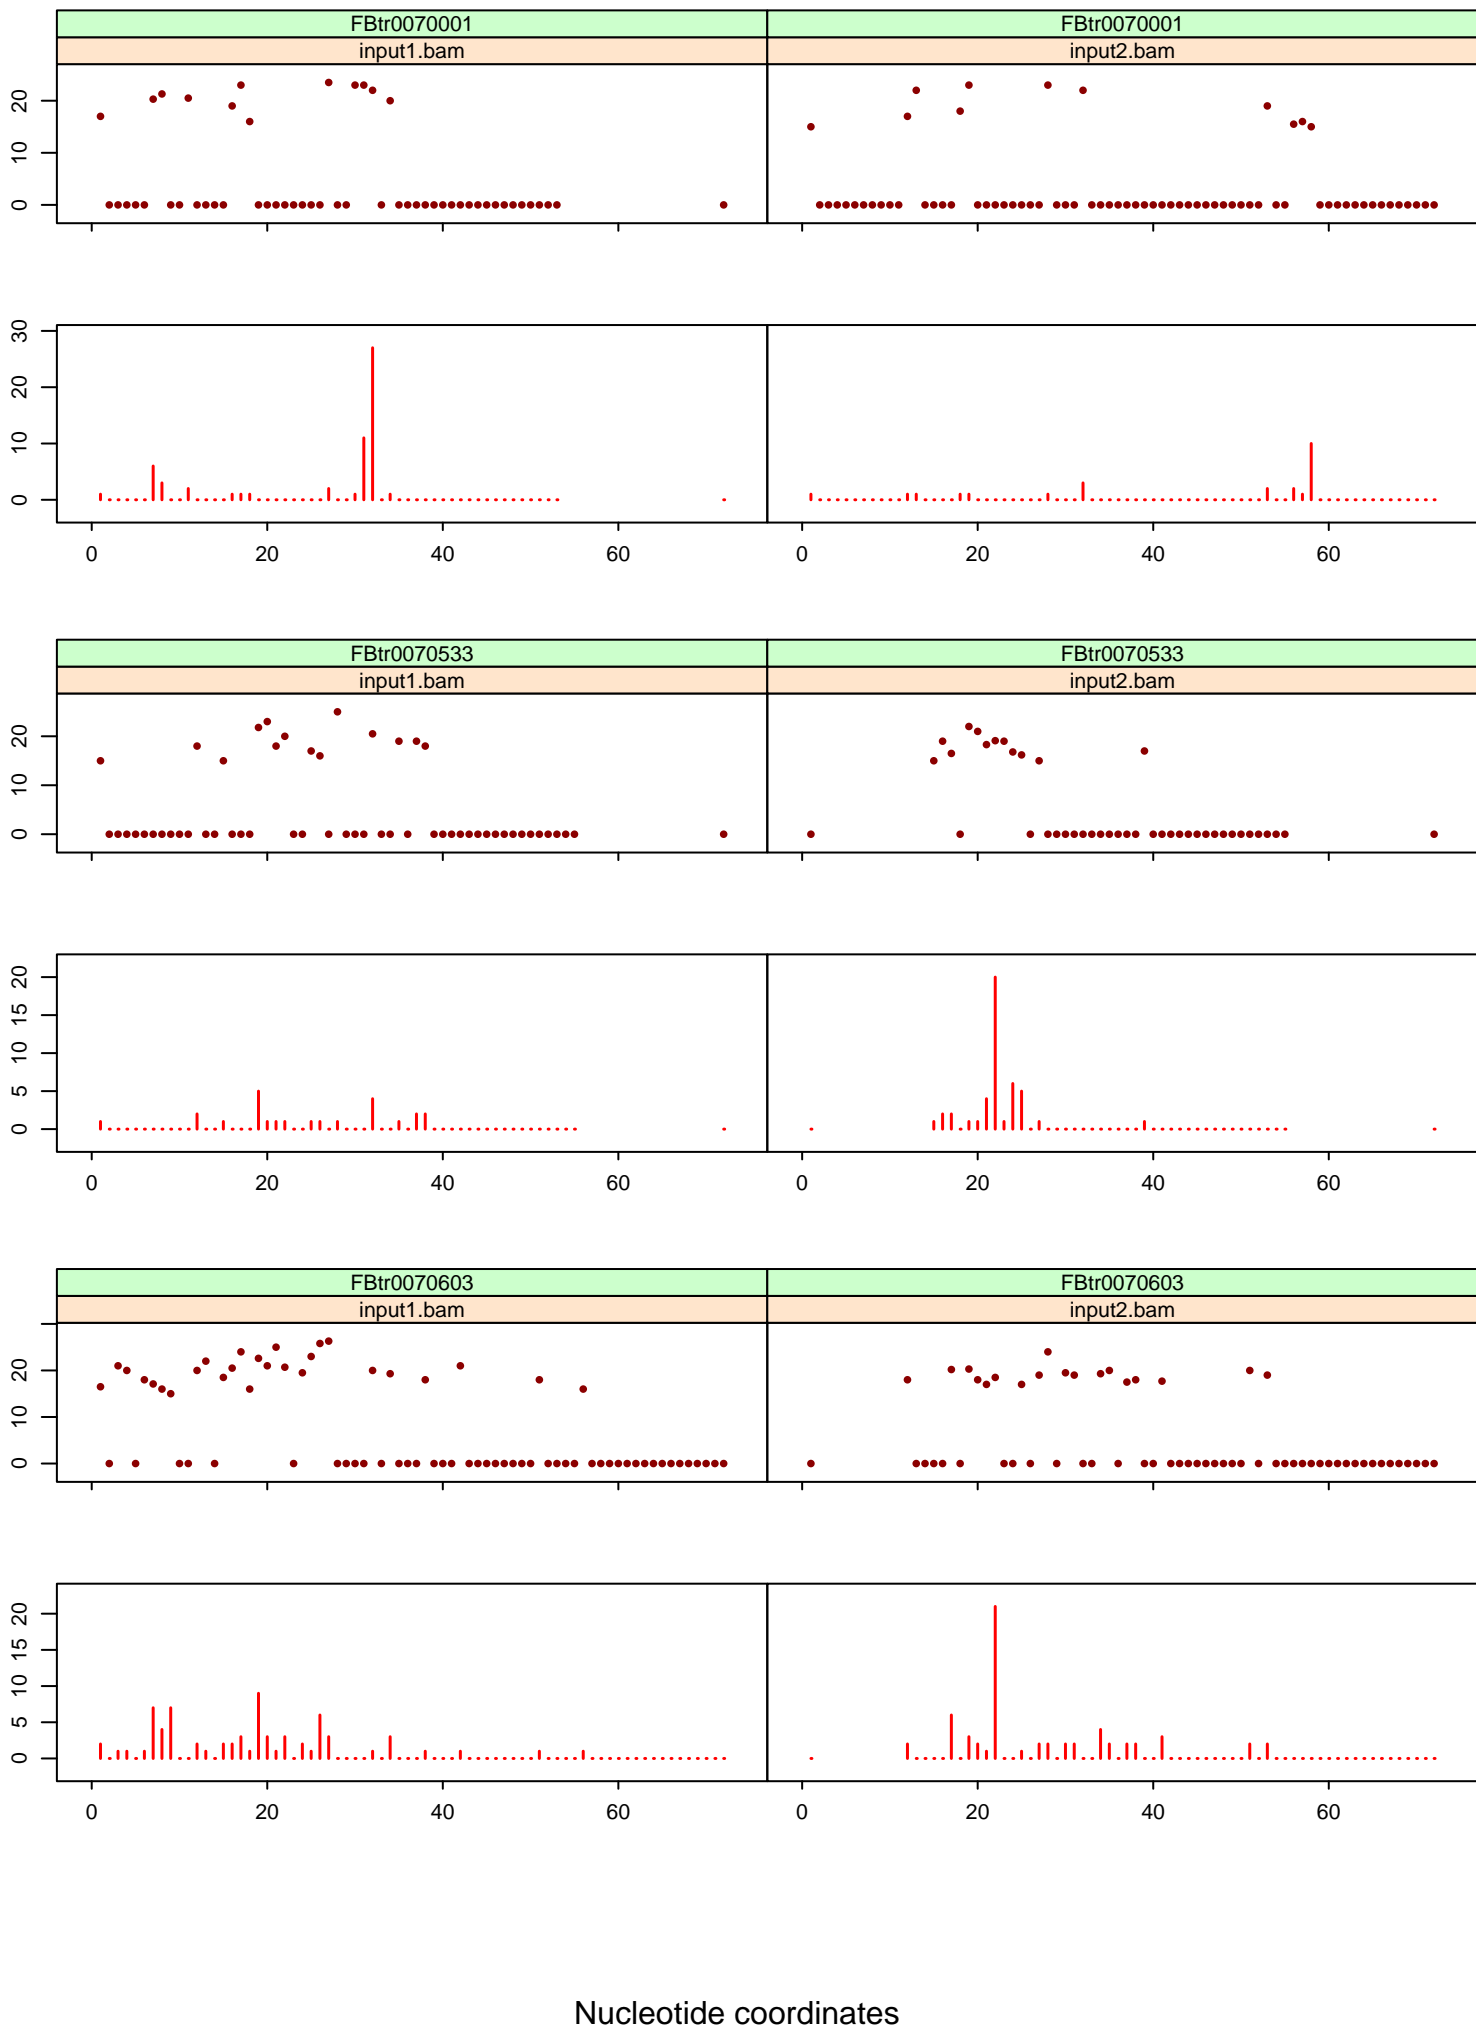 FBtr0070001 FBtr0070001
input1.bam input2.bam
20
10
0
30
20
10
0
0 20 40 60 0 20 40 60
FBtr0070533 FBtr0070533
input1.bam input2.bam
20
10
0
20
15
10
5
0
0 20 40 60 0 20 40 60
FBtr0070603 FBtr0070603
input1.bam input2.bam
20
10
0
20
15
10
5
0
0 20 40 60 0 20 40 60
Nucleotide coordinates